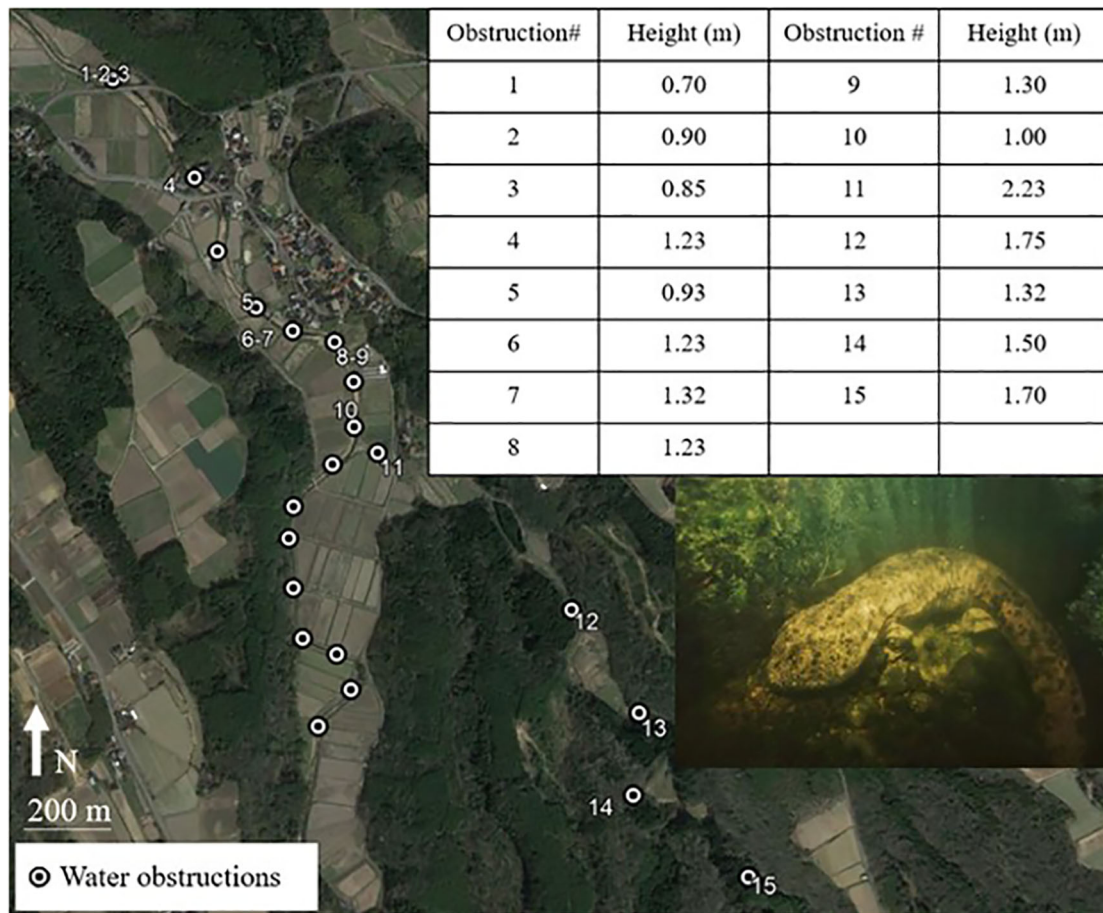 Obstruction# Height (m) Obstruction # Height (m)
1 0.70 9 1.30
2 0.90 10 1.00
3 0.85 11 2.23
4 1.23 12 1.75
5 0.93 13 1.32
6 1.23 14 1.50
7 1.32 15 1.70
8 1.23
1-2-3
4
5
6-7
8-9
10
11
12
13
14
15
N
200 m
Water obstructions